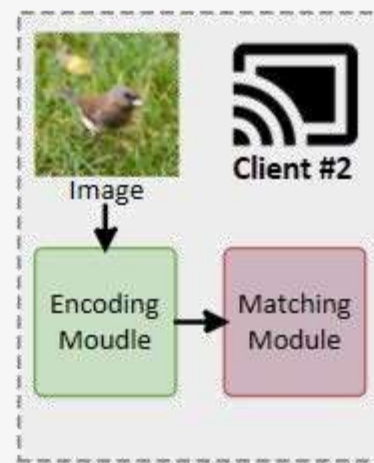 Client #2
Image
Encoding
Moudle
Matching
Module